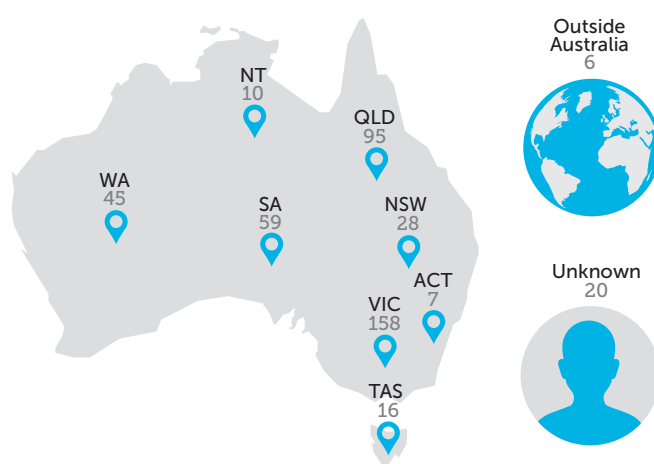 NT
10
QLD
95
WA
45
SA
59
NSW
28
ACT
7
VIC
158
TAS
16
Outside
Australia
6
Unknown
20